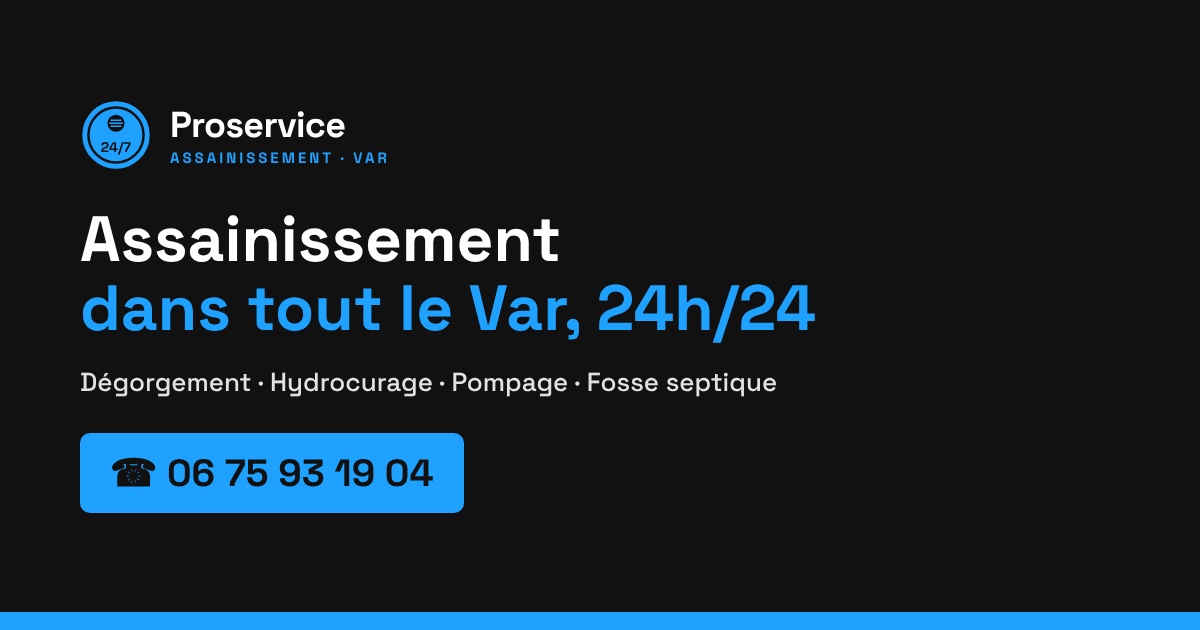 24/7
Proservice
ASSAINISSEMENT · VAR
Assainissement
dans tout le Var, 24h/24
Dégorgement · Hydrocurage · Pompage · Fosse septique
☎ 06 75 93 19 04